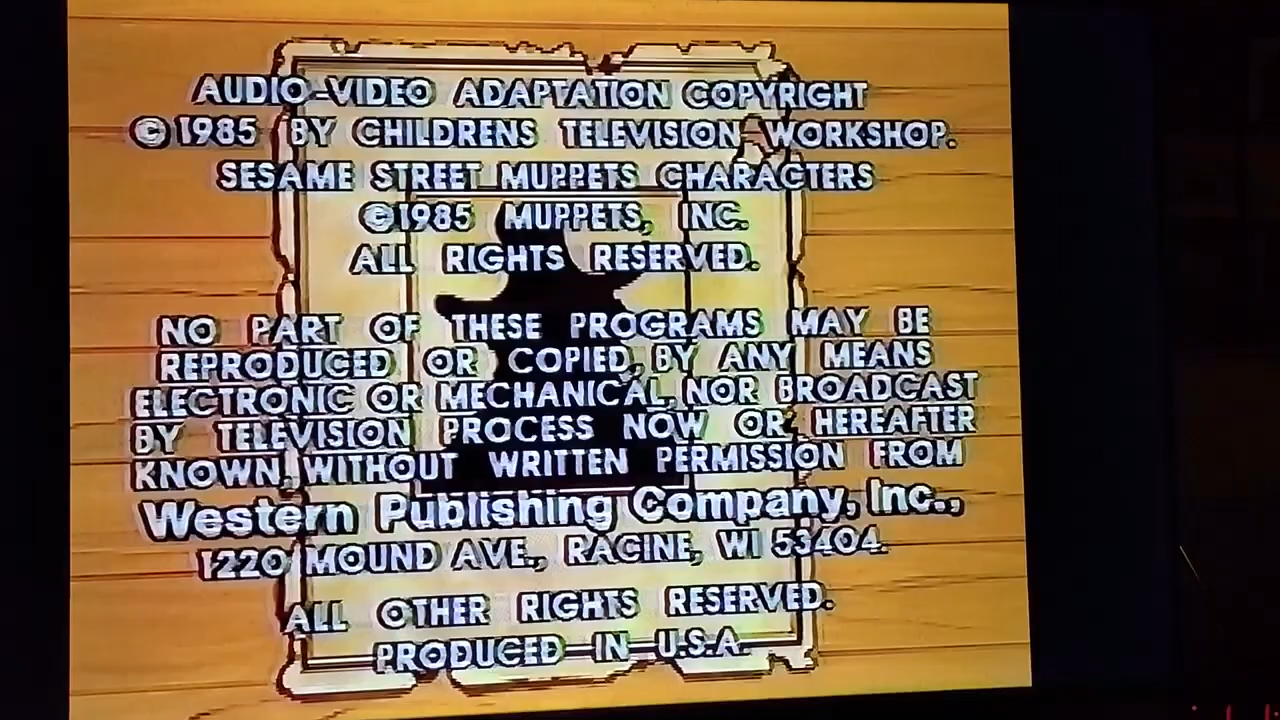 AUDIO-VIDEO ADAPTATION COPYRIGHT
©1985 BY CHILDRENS TELEVISION WORKSHOP.
SESAME STREET MUPPETS CHARACTERS
©1985 MUPPETS, INC.
ALL RIGHTS RESERVED.
NO PART OF THESE PROGRAMS MAY BE
REPRODUCED OR COPIED, BY ANY MEANS
ELECTRONIC OR MECHANICAL, NOR BROADCAST
BY TELEVISION PROCESS NOW OR HEREAFTER
KNOWN, WITHOUT WRITTEN PERMISSION FROM
Western Publishing Company, Inc.,
1220 MOUND AVE., RACINE, WI 53404.
ALL OTHER RIGHTS RESERVED.
PRODUCED IN U.S.A.